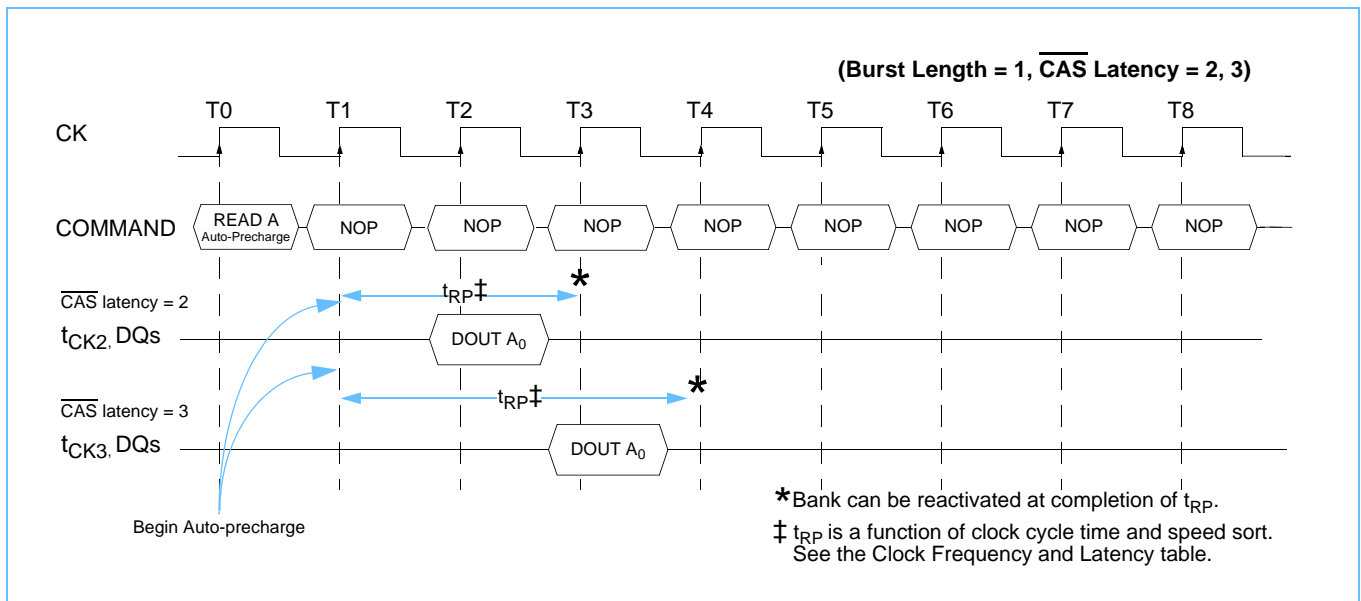 (Burst Length = 1, CAS Latency = 2, 3)
T0 T1 T2 T3 T4 T5 T6 T7 T8
CK
COMMAND
READ A
Auto-Precharge
NOP NOP NOP NOP NOP NOP NOP NOP
*
tRP‡
CAS latency = 2
tCK2, DQs
DOUT A0
*
tRP‡
CAS latency = 3
tCK3, DQs
DOUT A0
Begin Auto-precharge
*Bank can be reactivated at completion of tRP.
‡ tRP is a function of clock cycle time and speed sort.
See the Clock Frequency and Latency table.